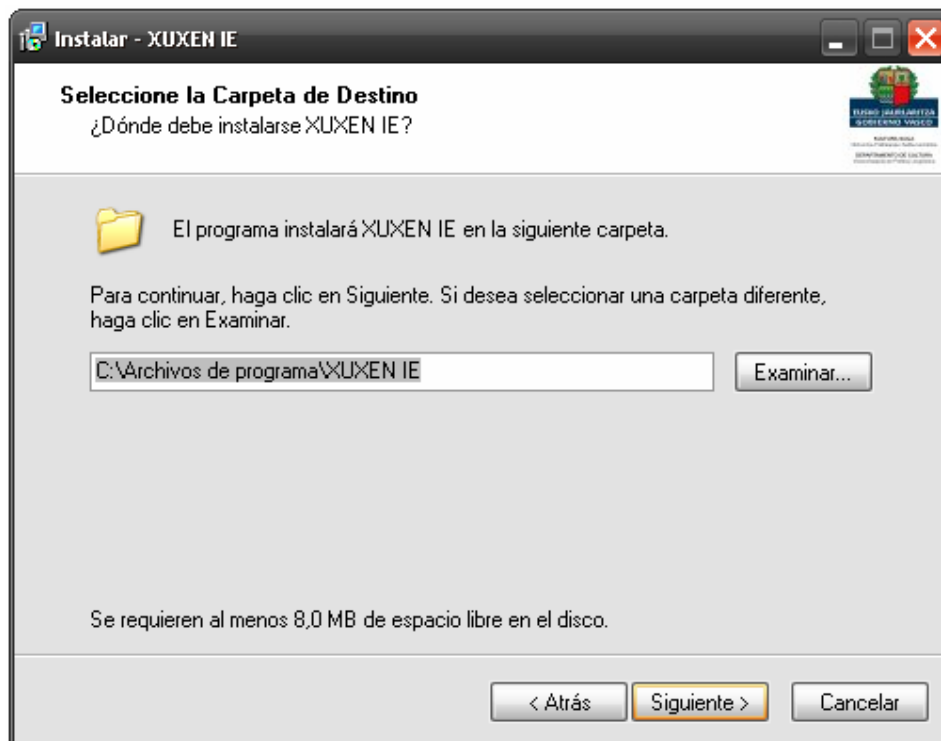 Instalar - XUXEN IE
Seleccione la Carpeta de Destino
¿Dónde debe instalarse XUXEN IE?
EUSKO JAURLARITZA
GOBIERNO VASCO
DEPARTAMENTO DE CULTURA
El programa instalará XUXEN IE en la siguiente carpeta.
Para continuar, haga clic en Siguiente. Si desea seleccionar una carpeta diferente,
haga clic en Examinar.
C:\Archivos de programa\XUXEN IE
Examinar...
Se requieren al menos 8,0 MB de espacio libre en el disco.
< Atrás
Siguiente >
Cancelar